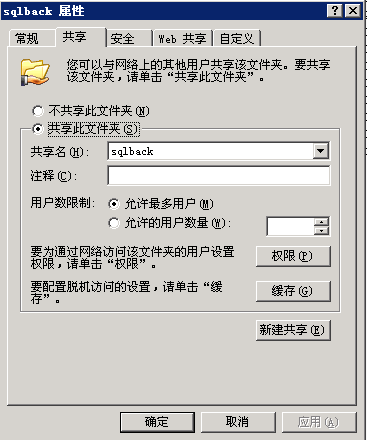 sqlback 属性
常规 共享 安全 Web 共享 自定义
您可以与网络上的其他用户共享该文件夹。要共享
该文件夹，请单击“共享此文件夹”。
不共享此文件夹(N)
共享此文件夹(S)
共享名(H): sqlback
注释(C):
用户数限制: 允许最多用户(M)
允许的用户数量(W):
要为通过网络访问该文件夹的用户设置
权限，请单击“权限”。 权限(P)
要配置脱机访问的设置，请单击“缓
存”。 缓存(G)
新建共享(E)
确定 取消 应用(A)